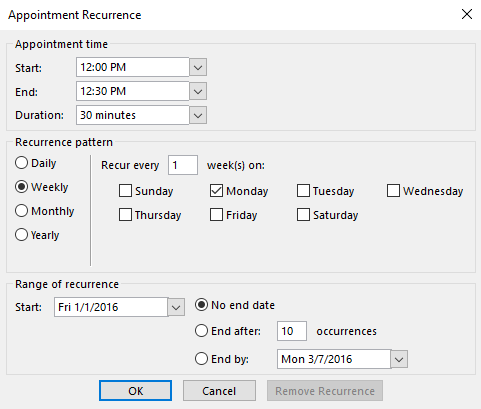 Appointment Recurrence
Appointment time
Start: 12:00 PM
End: 12:30 PM
Duration: 30 minutes
Recurrence pattern
Daily
Weekly
Monthly
Yearly
Recur every 1 week(s) on:
Sunday Monday Tuesday Wednesday
Thursday Friday Saturday
Range of recurrence
Start: Fri 1/1/2016
No end date
End after: 10 occurrences
End by: Mon 3/7/2016
OK Cancel Remove Recurrence